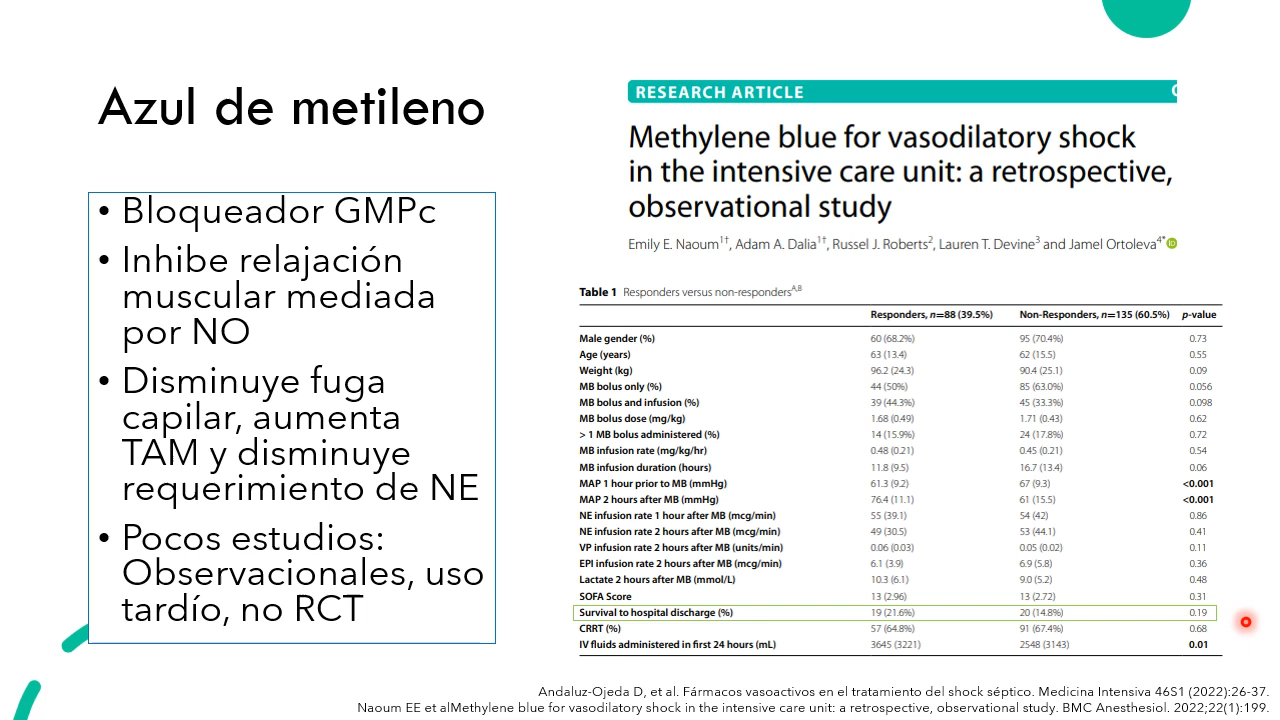 Azul de metileno
• Bloqueador GMPc
• Inhibe relajación
muscular mediada
por NO
• Disminuye fuga
capilar, aumenta
TAM y disminuye
requerimiento de NE
• Pocos estudios:
Observacionales, uso
tardío, no RCT
RESEARCH ARTICLE
Methylene blue for vasodilatory shock
in the intensive care unit: a retrospective,
observational study
Emily E. Naoum1†, Adam A. Dalia1†, Russel J. Roberts2, Lauren T. Devine3 and Jamel Ortoleva4*
Table 1 Responders versus non-respondersA,B
Responders, n=88 (39.5%) Non-Responders, n=135 (60.5%) p-value
Male gender (%) 60 (68.2%) 95 (70.4%) 0.73
Age (years) 63 (13.4) 62 (15.5) 0.55
Weight (kg) 96.2 (24.3) 90.4 (25.1) 0.09
MB bolus only (%) 44 (50%) 85 (63.0%) 0.056
MB bolus and infusion (%) 39 (44.3%) 45 (33.3%) 0.098
MB bolus dose (mg/kg) 1.68 (0.49) 1.71 (0.43) 0.62
> 1 MB bolus administered (%) 14 (15.9%) 24 (17.8%) 0.72
MB infusion rate (mg/kg/hr) 0.48 (0.21) 0.45 (0.21) 0.54
MB infusion duration (hours) 11.8 (9.5) 16.7 (13.4) 0.06
MAP 1 hour prior to MB (mmHg) 61.3 (9.2) 67 (9.3) <0.001
MAP 2 hours after MB (mmHg) 76.4 (11.1) 61 (15.5) <0.001
NE infusion rate 1 hour after MB (mcg/min) 55 (39.1) 54 (42) 0.86
NE infusion rate 2 hours after MB (mcg/min) 49 (30.5) 53 (44.1) 0.41
VP infusion rate 2 hours after MB (units/min) 0.06 (0.03) 0.05 (0.02) 0.11
EPI infusion rate 2 hours after MB (mcg/min) 6.1 (3.9) 6.9 (5.8) 0.36
Lactate 2 hours after MB (mmol/L) 10.3 (6.1) 9.0 (5.2) 0.48
SOFA Score 13 (2.96) 13 (2.72) 0.31
Survival to hospital discharge (%) 19 (21.6%) 20 (14.8%) 0.19
CRRT (%) 57 (64.8%) 91 (67.4%) 0.68
IV fluids administered in first 24 hours (mL) 3645 (3221) 2548 (3143) 0.01
Andaluz-Ojeda D, et al. Fármacos vasoactivos en el tratamiento del shock séptico. Medicina Intensiva 46S1 (2022):26-37.
Naoum EE et alMethylene blue for vasodilatory shock in the intensive care unit: a retrospective, observational study. BMC Anesthesiol. 2022;22(1):199.